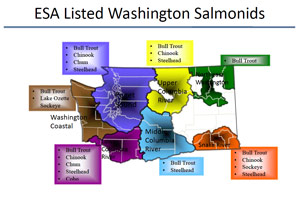 ESA Listed Washington Salmonids
• Bull Trout
• Chinook
• Chum
• Steelhead
• Bull Trout
• Chinook
• Steelhead
• Bull Trout
• Bull Trout
• Lake Ozette
Sockeye
Upper
Columbia
River
Washington
Coastal
Middle
Columbia
River
Snake River
River
• Bull Trout
• Chinook
• Chum
• Steelhead
• Coho
• Bull Trout
• Steelhead
• Bull Trout
• Chinook
• Sockeye
• Steelhead